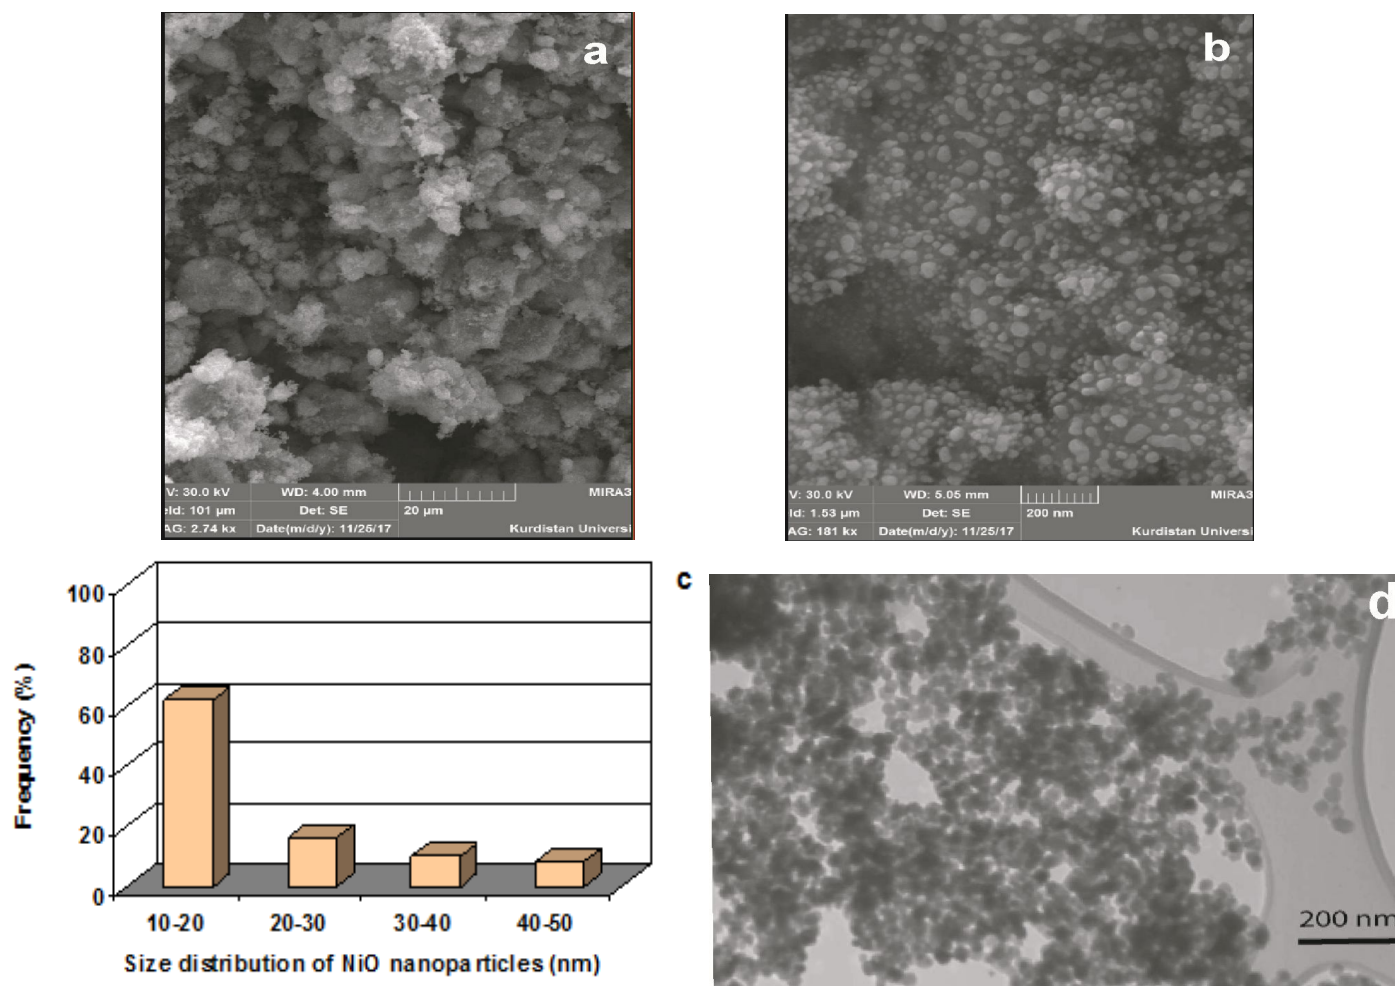 a
V: 30.0 kV WD: 4.00 mm MIRA3
eld: 101 µm Det: SE 20 µm
AG: 2.74 kx Date(m/d/y): 11/25/17 Kurdistan Universi
b
V: 30.0 kV WD: 5.05 mm MIRA3
ld: 1.53 µm Det: SE 200 nm
AG: 181 kx Date(m/d/y): 11/25/17 Kurdistan Universi
c
100
80
60
40
20
0
Frequency (%)
10-20 20-30 30-40 40-50
Size distribution of NiO nanoparticles (nm)
d
200 nm